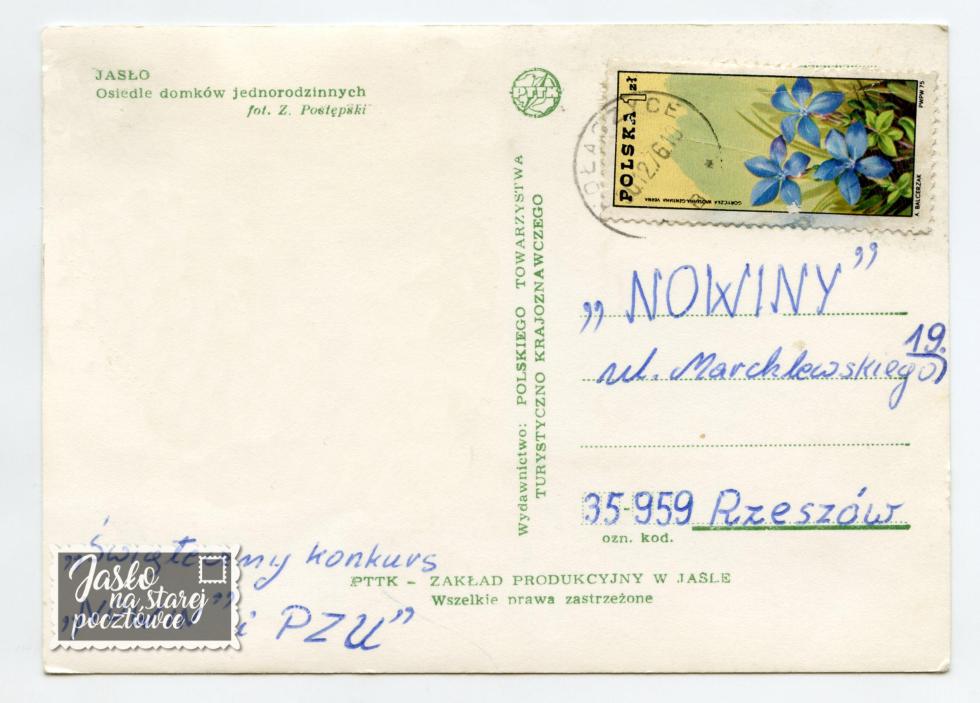 JASŁO
Osiedle domków jednorodzinnych
fot. Z. Postępski
PTTK
POLSKA 1 zł
PWPM 75
A. BALCERZAK
Wydawnictwo: POLSKIEGO TOWARZYSTWA
TURYSTYCZNO KRAJOZNAWCZEGO
„NOWINY”
19.
ul. Marchlewskiego
35-959 Rzeszów
ozn. kod.
„Świąteczny konkurs
i PZU”
PTTK – ZAKŁAD PRODUKCYJNY W JAŚLE
Wszelkie prawa zastrzeżone
Jasło
na starej
pocztówce